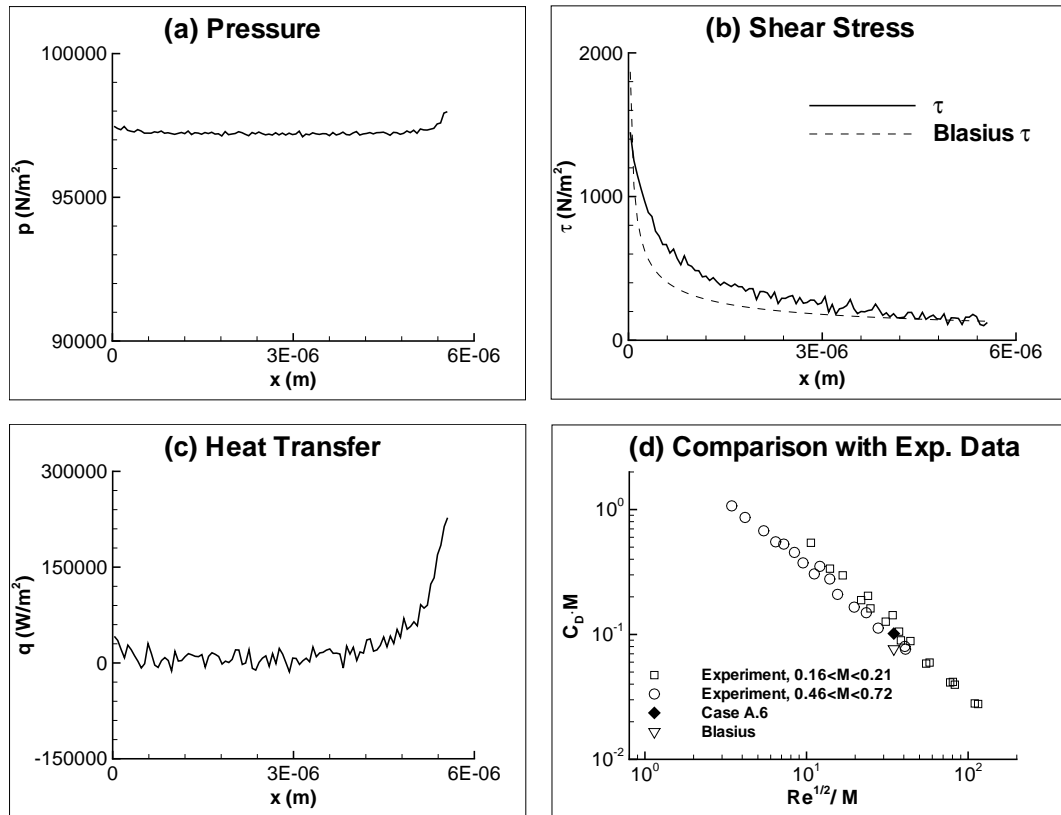 (a) Pressure
100000
95000
90000
p (N/m²)
0
3E-06
6E-06
x (m)
(b) Shear Stress
2000
1000
0
τ (N/m²)
τ
Blasius τ
0
3E-06
6E-06
x (m)
(c) Heat Transfer
300000
150000
0
-150000
q (W/m²)
0
3E-06
6E-06
x (m)
(d) Comparison with Exp. Data
10⁰
10⁻¹
10⁻²
C_D·M
Experiment, 0.16<M<0.21
Experiment, 0.46<M<0.72
Case A.6
Blasius
10⁰
10¹
10²
Re^1/2/ M